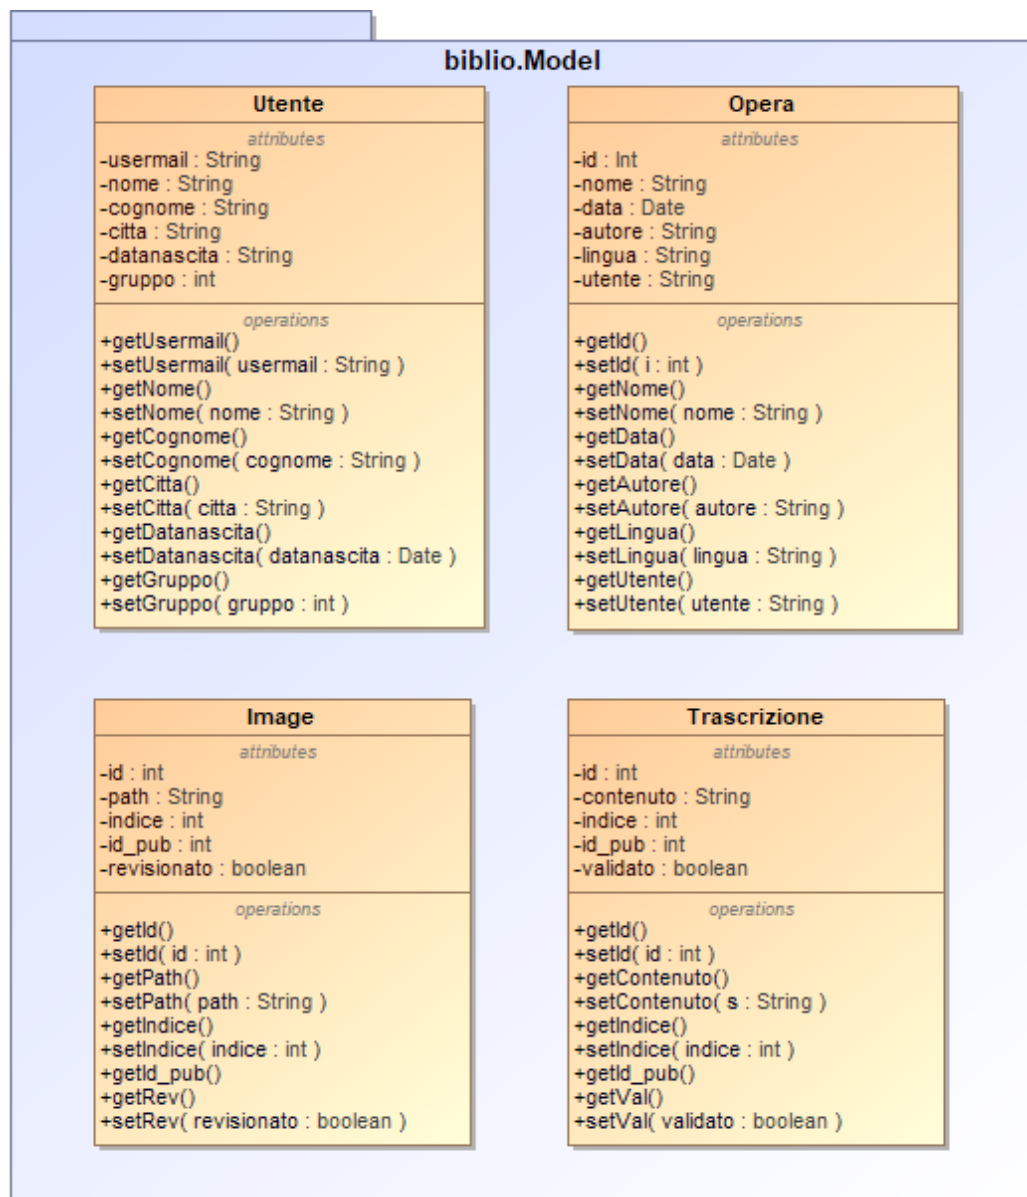 biblio.Model
Utente
attributes
-usermail : String
-nome : String
-cognome : String
-citta : String
-datanascita : String
-gruppo : int
operations
+getUsermail()
+setUsermail( usermail : String )
+getNome()
+setNome( nome : String )
+getCognome()
+setCognome( cognome : String )
+getCitta()
+setCitta( citta : String )
+getDatanascita()
+setDatanascita( datanascita : Date )
+getGruppo()
+setGruppo( gruppo : int )
Opera
attributes
-id : Int
-nome : String
-data : Date
-autore : String
-lingua : String
-utente : String
operations
+getId()
+setId( i : int )
+getNome()
+setNome( nome : String )
+getData()
+setData( data : Date )
+getAutore()
+setAutore( autore : String )
+getLingua()
+setLingua( lingua : String )
+getUtente()
+setUtente( utente : String )
Image
attributes
-id : int
-path : String
-indice : int
-id_pub : int
-revisionato : boolean
operations
+getId()
+setId( id : int )
+getPath()
+setPath( path : String )
+getIndice()
+setIndice( indice : int )
+getId_pub()
+getRev()
+setRev( revisionato : boolean )
Trascrizione
attributes
-id : int
-contenuto : String
-indice : int
-id_pub : int
-validato : boolean
operations
+getId()
+setId( id : int )
+getContenuto()
+setContenuto( s : String )
+getIndice()
+setIndice( indice : int )
+getId_pub()
+getVal()
+setVal( validato : boolean )